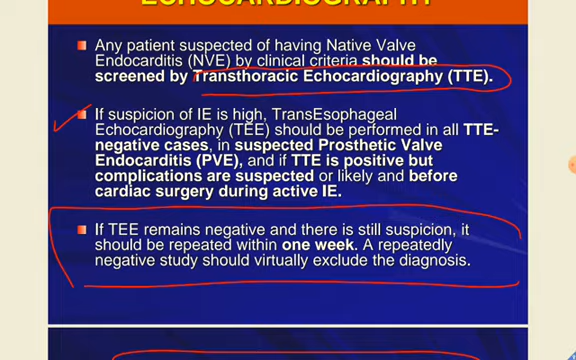 ECHOCARDIOGRAPHY
Any patient suspected of having Native Valve
Endocarditis (NVE) by clinical criteria should be
screened by Transthoracic Echocardiography (TTE).
If suspicion of IE is high, TransEsophageal
Echocardiography (TEE) should be performed in all TTE-
negative cases, in suspected Prosthetic Valve
Endocarditis (PVE), and if TTE is positive but
complications are suspected or likely and before
cardiac surgery during active IE.
If TEE remains negative and there is still suspicion, it
should be repeated within one week. A repeatedly
negative study should virtually exclude the diagnosis.